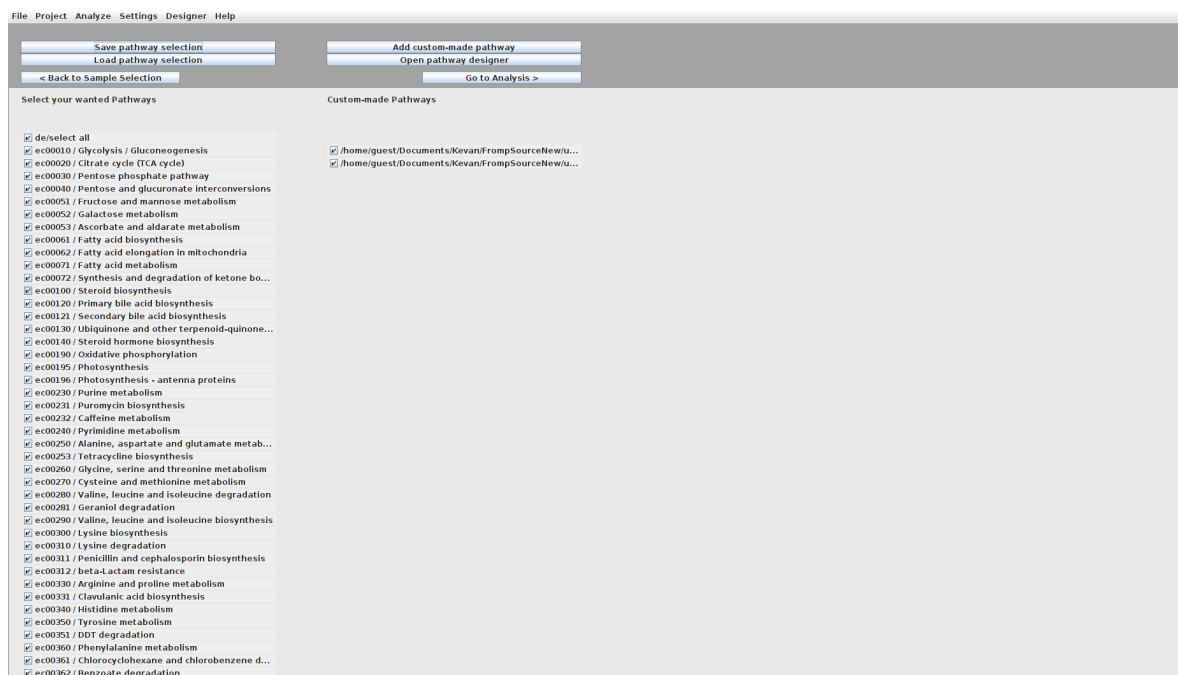 File Project Analyze Settings Designer Help
Save pathway selection
Load pathway selection
< Back to Sample Selection
Add custom-made pathway
Open pathway designer
Go to Analysis >
Select your wanted Pathways
de/select all
ec00010 / Glycolysis / Gluconeogenesis
ec00020 / Citrate cycle (TCA cycle)
ec00030 / Pentose phosphate pathway
ec00040 / Pentose and glucuronate interconversions
ec00051 / Fructose and mannose metabolism
ec00052 / Galactose metabolism
ec00053 / Ascorbate and aldarate metabolism
ec00061 / Fatty acid biosynthesis
ec00062 / Fatty acid elongation in mitochondria
ec00071 / Fatty acid metabolism
ec00072 / Synthesis and degradation of ketone bo...
ec00100 / Steroid biosynthesis
ec00120 / Primary bile acid biosynthesis
ec00121 / Secondary bile acid biosynthesis
ec00130 / Ubiquinone and other terpenoid-quinone...
ec00140 / Steroid hormone biosynthesis
ec00190 / Oxidative phosphorylation
ec00195 / Photosynthesis
ec00196 / Photosynthesis - antenna proteins
ec00230 / Purine metabolism
ec00231 / Puromycin biosynthesis
ec00232 / Caffeine metabolism
ec00240 / Pyrimidine metabolism
ec00250 / Alanine, aspartate and glutamate metab...
ec00253 / Tetracycline biosynthesis
ec00260 / Glycine, serine and threonine metabolism
ec00270 / Cysteine and methionine metabolism
ec00280 / Valine, leucine and isoleucine degradation
ec00281 / Geraniol degradation
ec00290 / Valine, leucine and isoleucine biosynthesis
ec00300 / Lysine biosynthesis
ec00310 / Lysine degradation
ec00311 / Penicillin and cephalosporin biosynthesis
ec00312 / beta-Lactam resistance
ec00330 / Arginine and proline metabolism
ec00331 / Clavulanic acid biosynthesis
ec00340 / Histidine metabolism
ec00350 / Tyrosine metabolism
ec00351 / DDT degradation
ec00360 / Phenylalanine metabolism
ec00361 / Chlorocyclohexane and chlorobenzene d...
ec00362 / Benzoate degradation
Custom-made Pathways
/home/guest/Documents/Kevan/FrompSourceNew/u...
/home/guest/Documents/Kevan/FrompSourceNew/u...